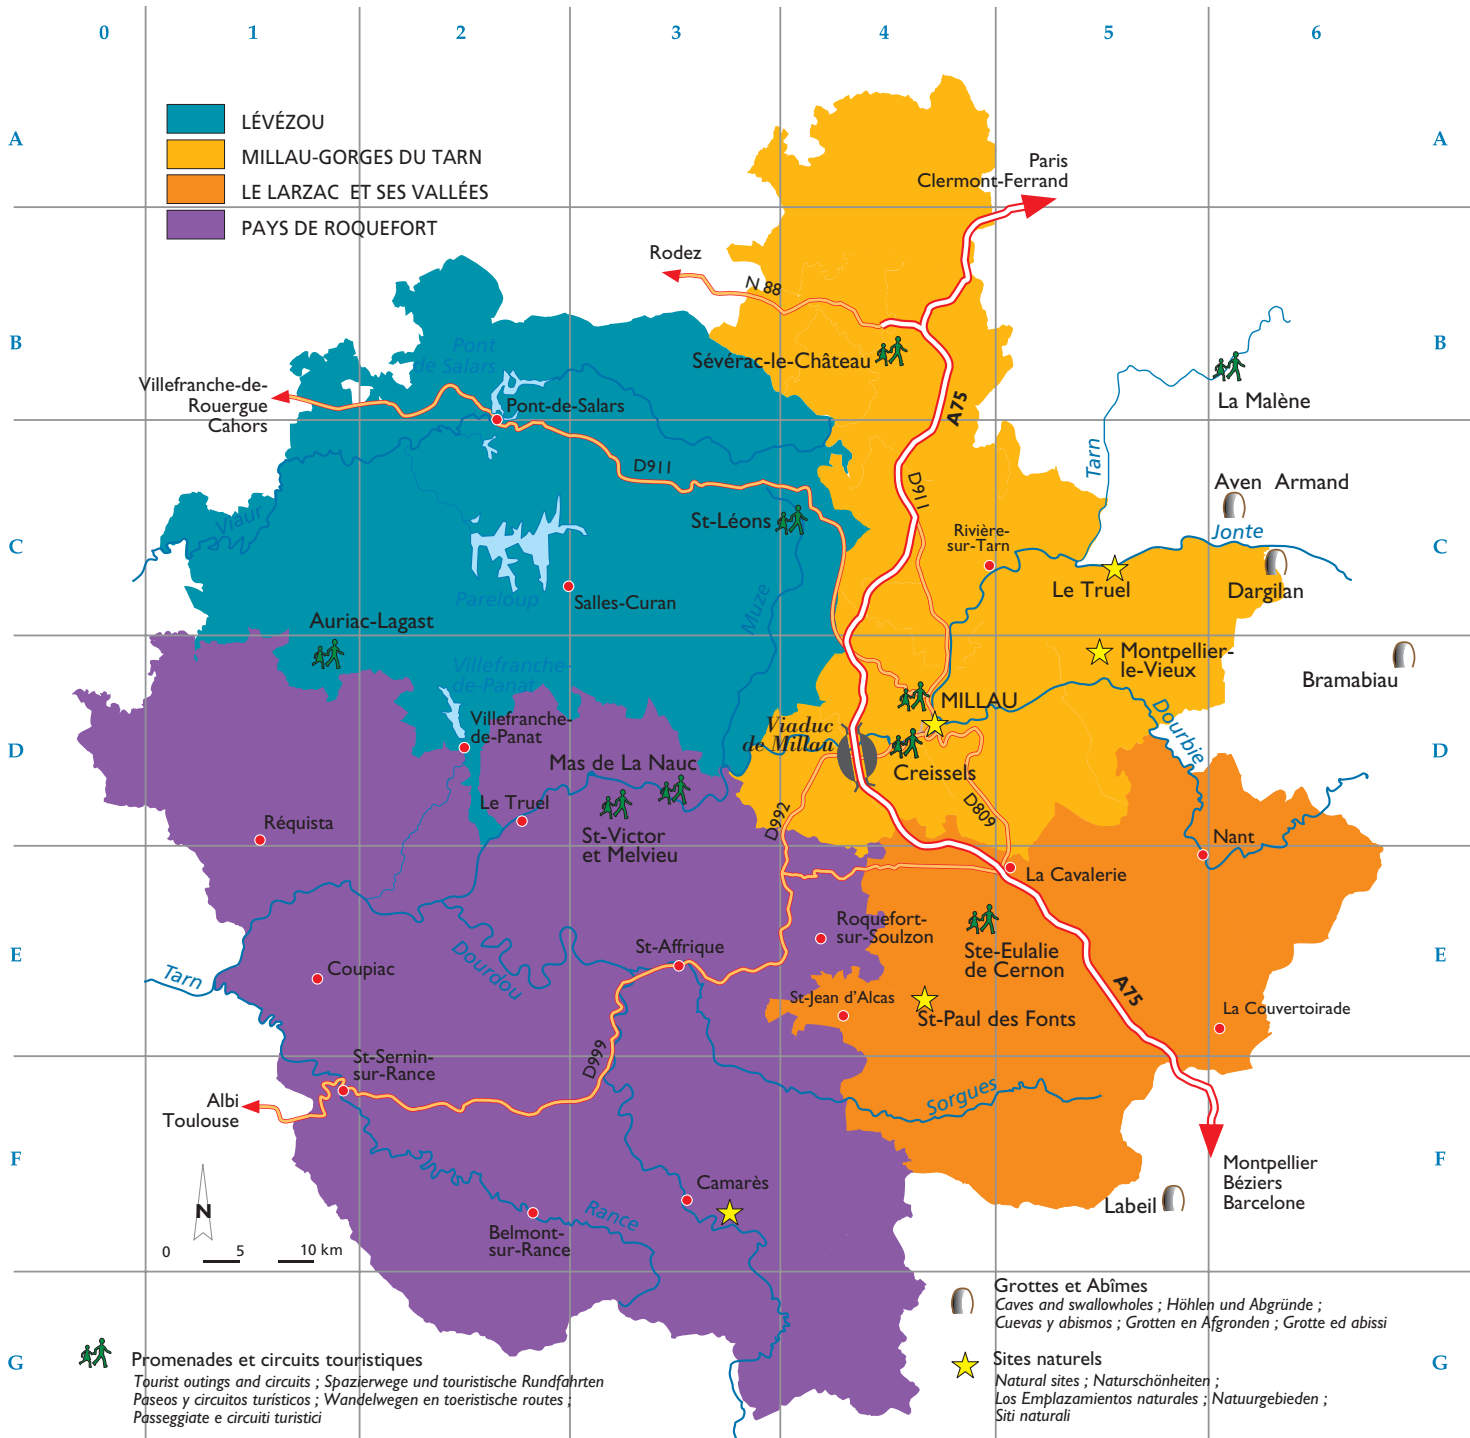 0
1
2
3
4
5
6
A
A
LÉVÉZOU
MILLAU-GORGES DU TARN
LE LARZAC ET SES VALLÉES
PAYS DE ROQUEFORT
Paris
Clermont-Ferrand
Rodez
N 88
B
B
Pont
de Salars
Sévérac-le-Château
Villefranche-de-
Rouergue
Cahors
Pont-de-Salars
A75
La Malène
D911
D911
Tarn
Aven Armand
Viaur
St-Léons
Rivière-
sur-Tarn
Jonte
C
C
Le Truel
Dargilan
Pareloup
Salles-Curan
Muze
Auriac-Lagast
Villefranche-
de-Panat
Montpellier-
le-Vieux
Bramabiau
MILLAU
Villefranche-
de-Panat
Viaduc
de Millau
Dourbie
D
D
Mas de La Nauc
Creissels
Le Truel
D992
D809
Réquista
St-Victor
et Melvieu
Nant
La Cavalerie
Roquefort-
sur-Soulzon
St-Affrique
Ste-Eulalie
de Cernon
E
E
Tarn
Coupiac
Dourdou
St-Jean d'Alcas
A75
St-Paul des Fonts
La Couvertoirade
D999
St-Sernin-
sur-Rance
Albi
Toulouse
Sorgues
F
F
Montpellier
Béziers
Barcelone
Camarès
Labeil
N
Rance
Belmont-
sur-Rance
0 5 10 km
Grottes et Abîmes
Caves and swallowholes ; Höhlen und Abgründe ;
Cuevas y abismos ; Grotten en Afgronden ; Grotte ed abissi
G
G
Promenades et circuits touristiques
Tourist outings and circuits ; Spazierwege und touristische Rundfahrten
Paseos y circuitos turísticos ; Wandelwegen en toeristische routes ;
Passeggiate e circuiti turistici
Sites naturels
Natural sites ; Naturschönheiten ;
Los Emplazamientos naturales ; Natuurgebieden ;
Siti naturali